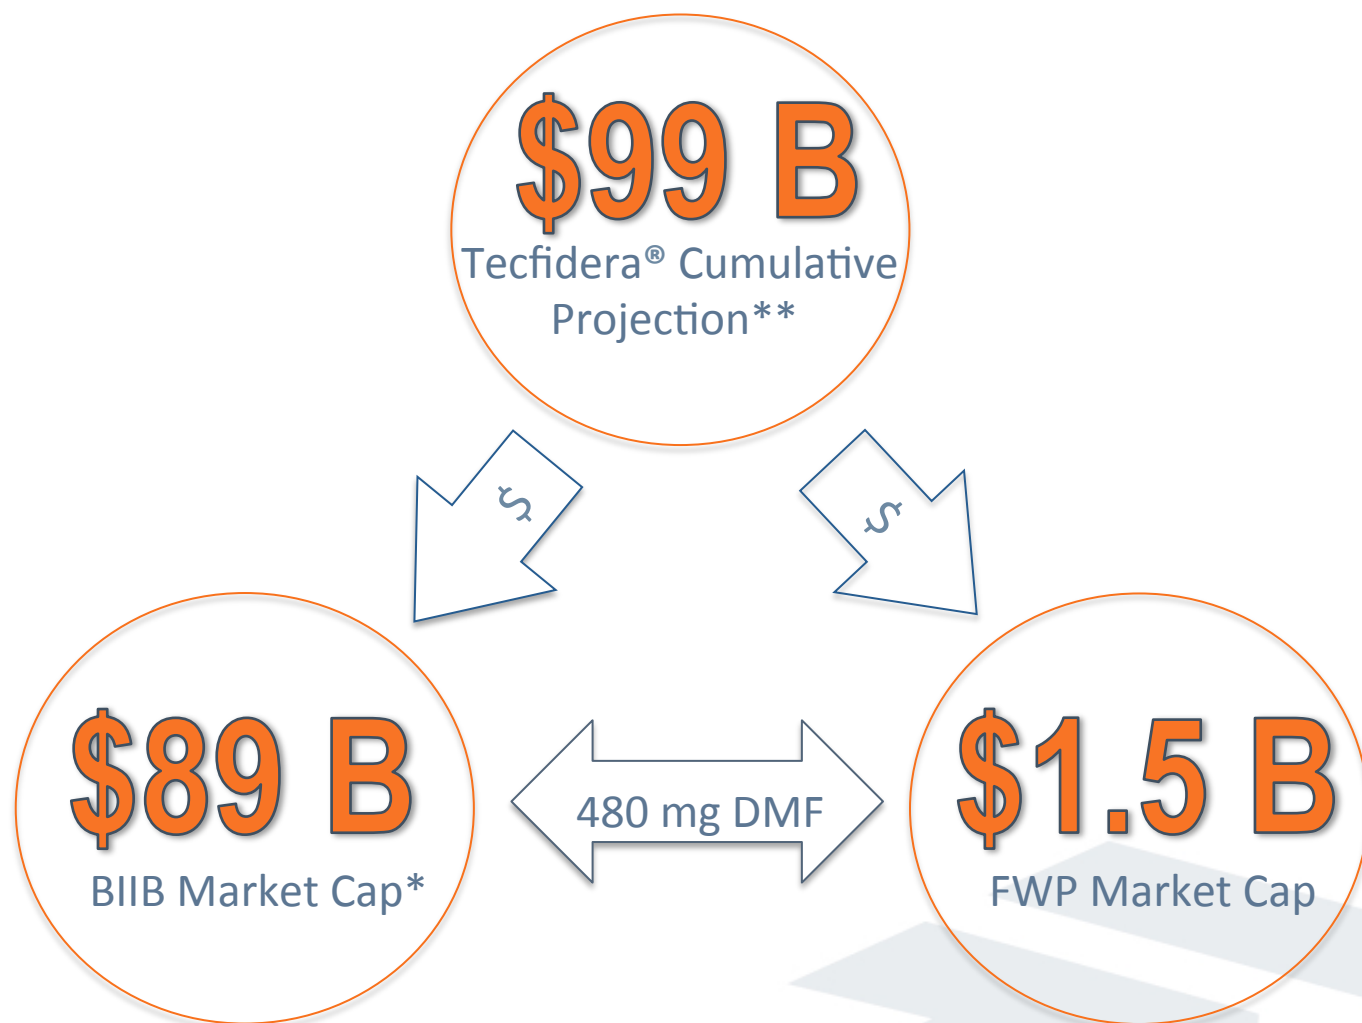 $99 B
Tecfidera® Cumulative
Projection**
$
$
$89 B
BIIB Market Cap*
480 mg DMF
$1.5 B
FWP Market Cap